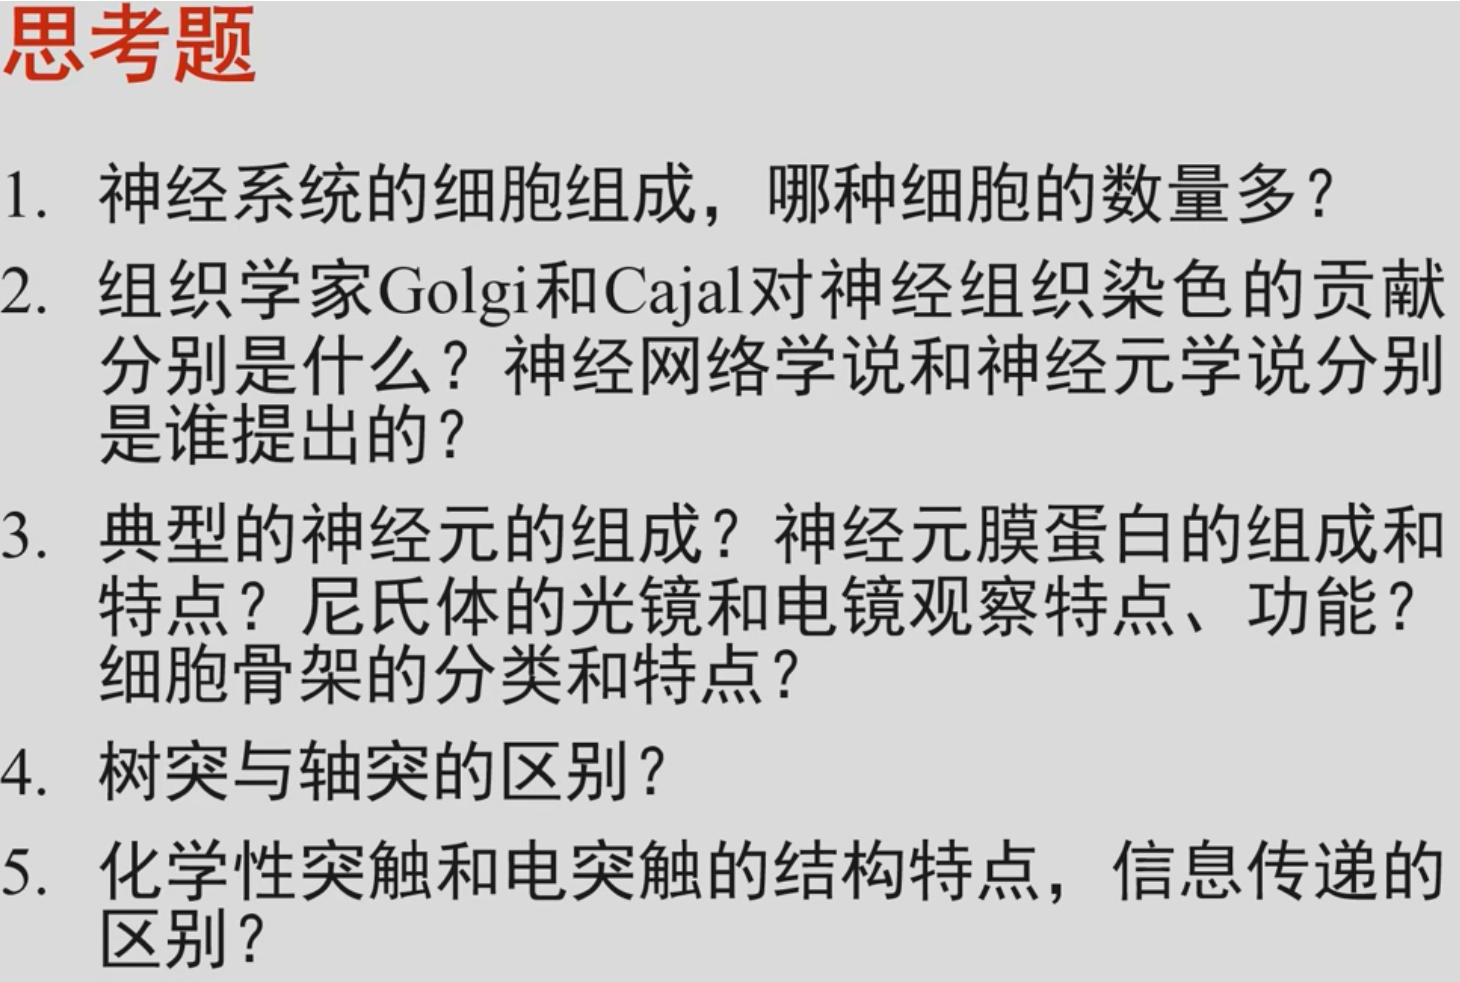 思考题
1. 神经系统的细胞组成，哪种细胞的数量多？
2. 组织学家Golgi和Cajal对神经组织染色的贡献
分别是什么？神经网络学说和神经元学说分别
是谁提出的？
3. 典型的神经元的组成？神经元膜蛋白的组成和
特点？尼氏体的光镜和电镜观察特点、功能？
细胞骨架的分类和特点？
4. 树突与轴突的区别？
5. 化学性突触和电突触的结构特点，信息传递的
区别？